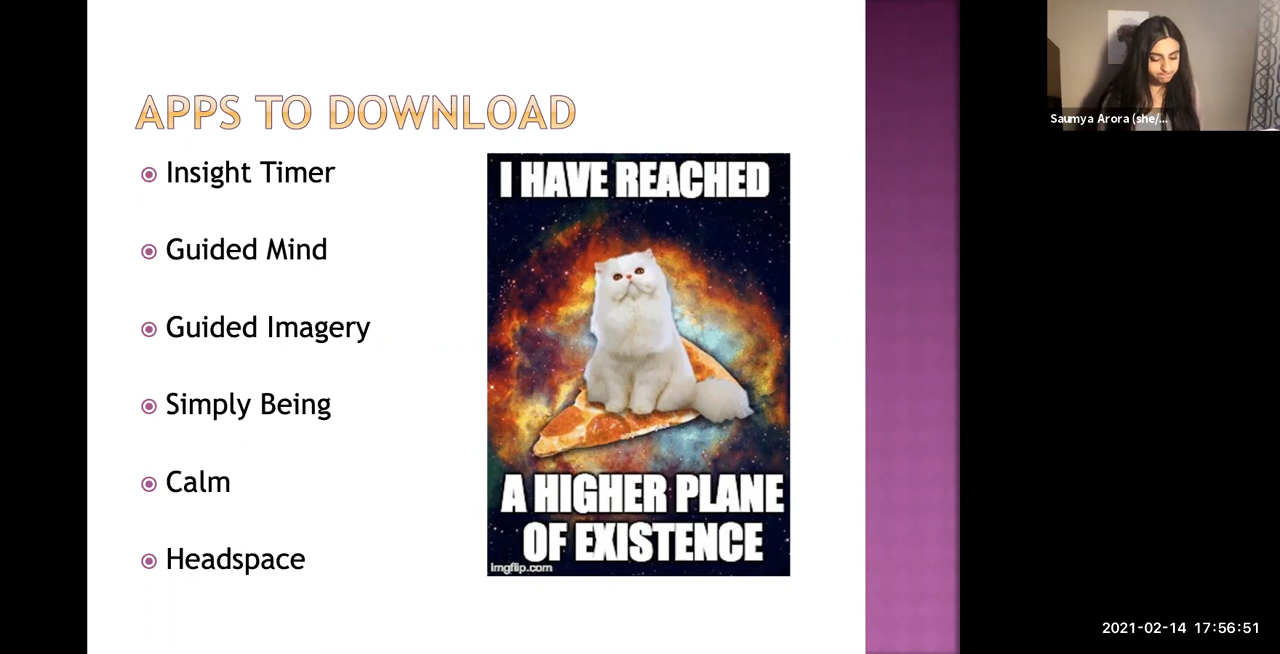 APPS TO DOWNLOAD
Insight Timer
Guided Mind
Guided Imagery
Simply Being
Calm
Headspace
I HAVE REACHED
A HIGHER PLANE
OF EXISTENCE
imgflip.com
Saumya Arora (she/...
2021-02-14 17:56:51